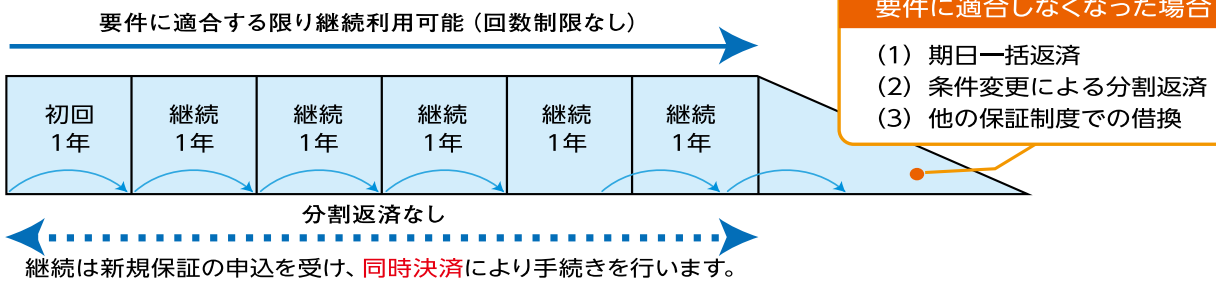 要件に適合する限り継続利用可能（回数制限なし）
要件に適合しなくなった場合
（1）期日一括返済
（2）条件変更による分割返済
（3）他の保証制度での借換
初回
1年
継続
1年
継続
1年
継続
1年
継続
1年
継続
1年
分割返済なし
継続は新規保証の申込を受け、同時決済により手続きを行います。